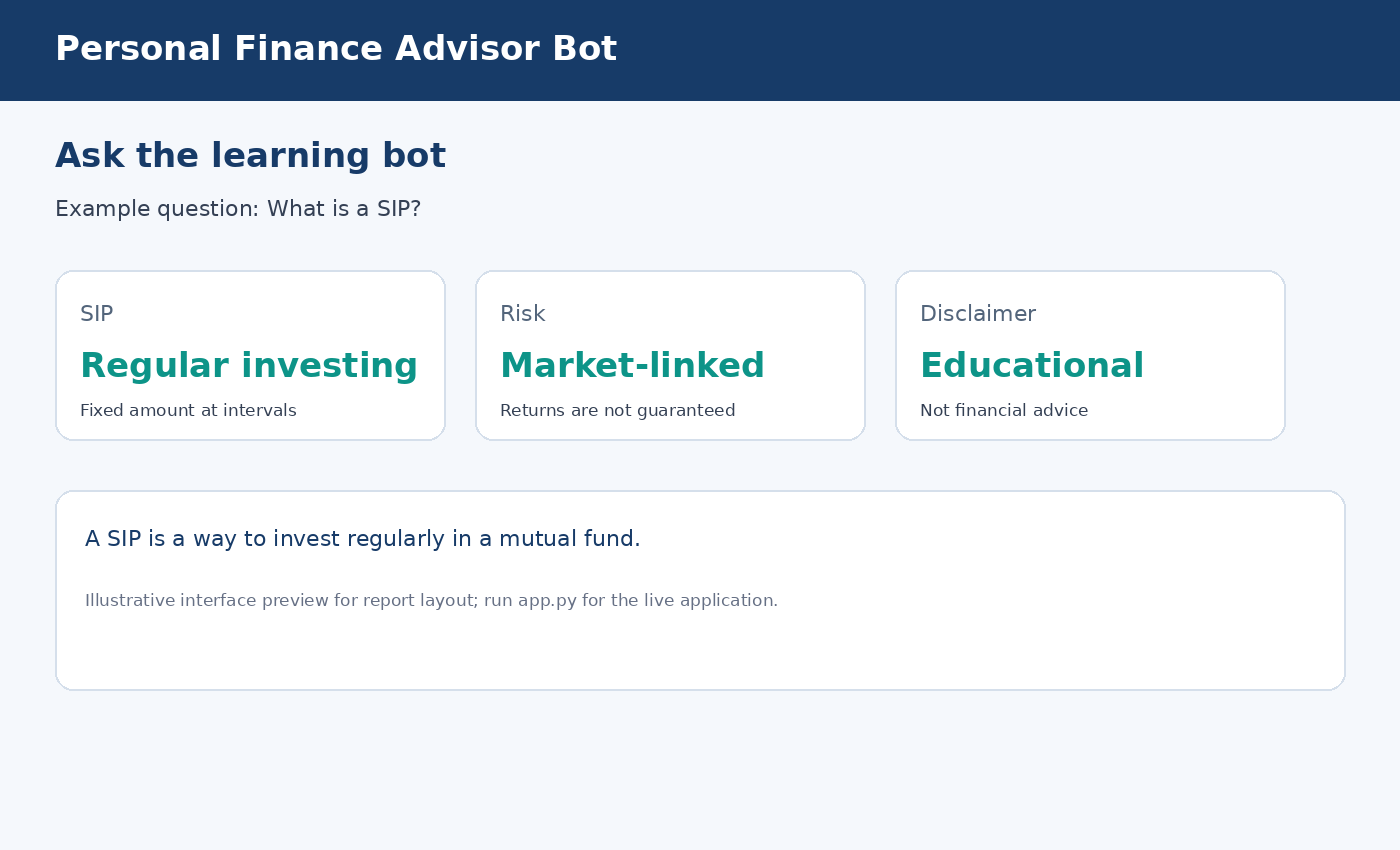 Personal Finance Advisor Bot
Ask the learning bot
Example question: What is a SIP?
SIP
Regular investing
Fixed amount at intervals
Risk
Market-linked
Returns are not guaranteed
Disclaimer
Educational
Not financial advice
A SIP is a way to invest regularly in a mutual fund.
Illustrative interface preview for report layout; run app.py for the live application.